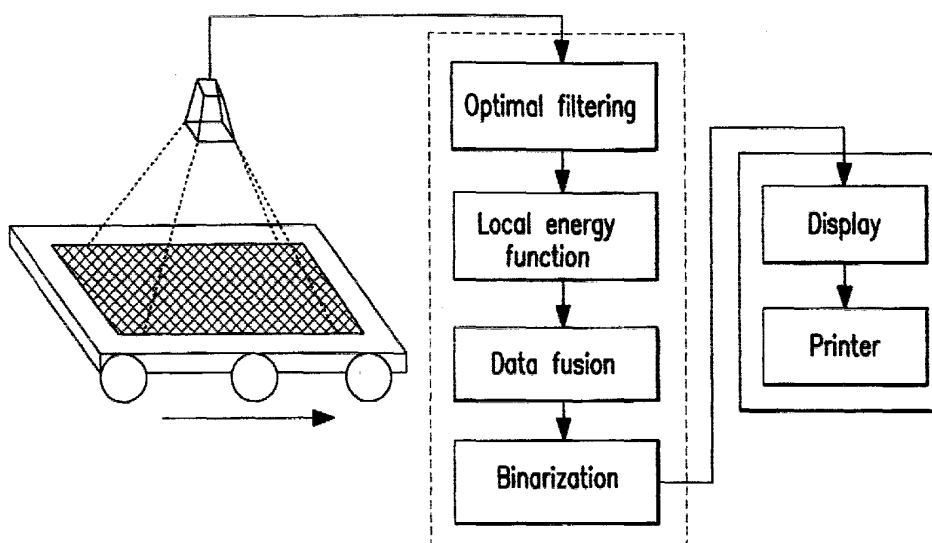 Optimal filtering
Local energy
function
Data fusion
Binarization
Display
Printer